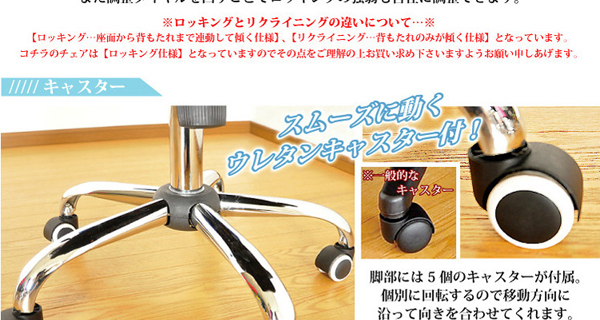 ※ロッキングとリクライニングの違いについて…※
【ロッキング…座面から背もたれまで連動して傾く仕様】、【リクライニング…背もたれのみが傾く仕様】となっています。
コチラのチェアは【ロッキング仕様】となっていますのでその点をご理解の上お買い求め下さいますようお願い申しあげます。
///// キャスター
スムーズに動く
ウレタンキャスター付！
※一般的な
キャスター
脚部には5個のキャスターが付属。
個別に回転するので移動方向に
沿って向きを合わせてくれます。